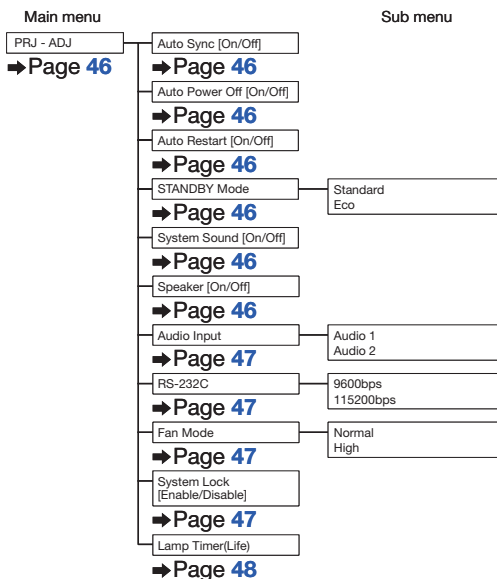 Main menu
Sub menu
PRJ - ADJ
➡Page 46
Auto Sync [On/Off]
➡Page 46
Auto Power Off [On/Off]
➡Page 46
Auto Restart [On/Off]
➡Page 46
STANDBY Mode
➡Page 46
Standard
Eco
System Sound [On/Off]
➡Page 46
Speaker [On/Off]
➡Page 46
Audio Input
➡Page 47
Audio 1
Audio 2
RS-232C
➡Page 47
9600bps
115200bps
Fan Mode
➡Page 47
Normal
High
System Lock
[Enable/Disable]
➡Page 47
Lamp Timer(Life)
➡Page 48